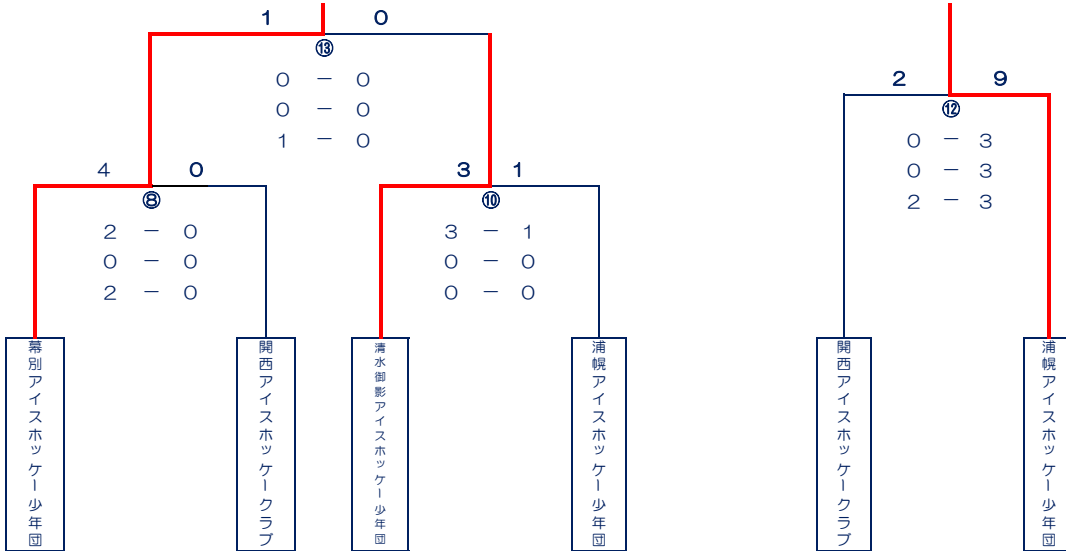 1 0
⑬
0 － 0
0 － 0
1 － 0
4 0
⑧
2 － 0
0 － 0
2 － 0
3 1
⑩
3 － 1
0 － 0
0 － 0
幕別アイスホッケー少年団
開西アイスホッケークラブ
清水御影アイスホッケー少年団
浦幌アイスホッケー少年団
2 9
⑫
0 － 3
0 － 3
2 － 3
開西アイスホッケークラブ
浦幌アイスホッケー少年団